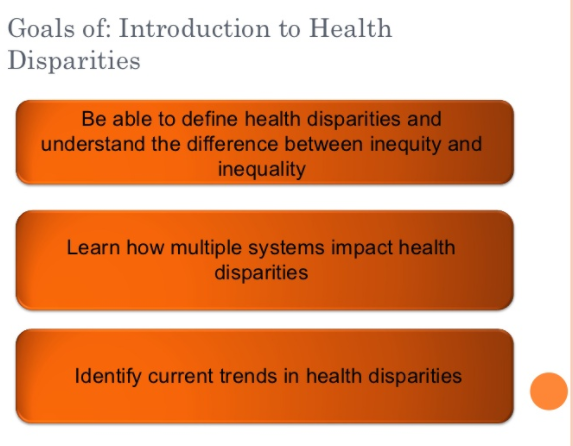 Goals of: Introduction to Health
Disparities
Be able to define health disparities and
understand the difference between inequity and
inequality
Learn how multiple systems impact health
disparities
Identify current trends in health disparities